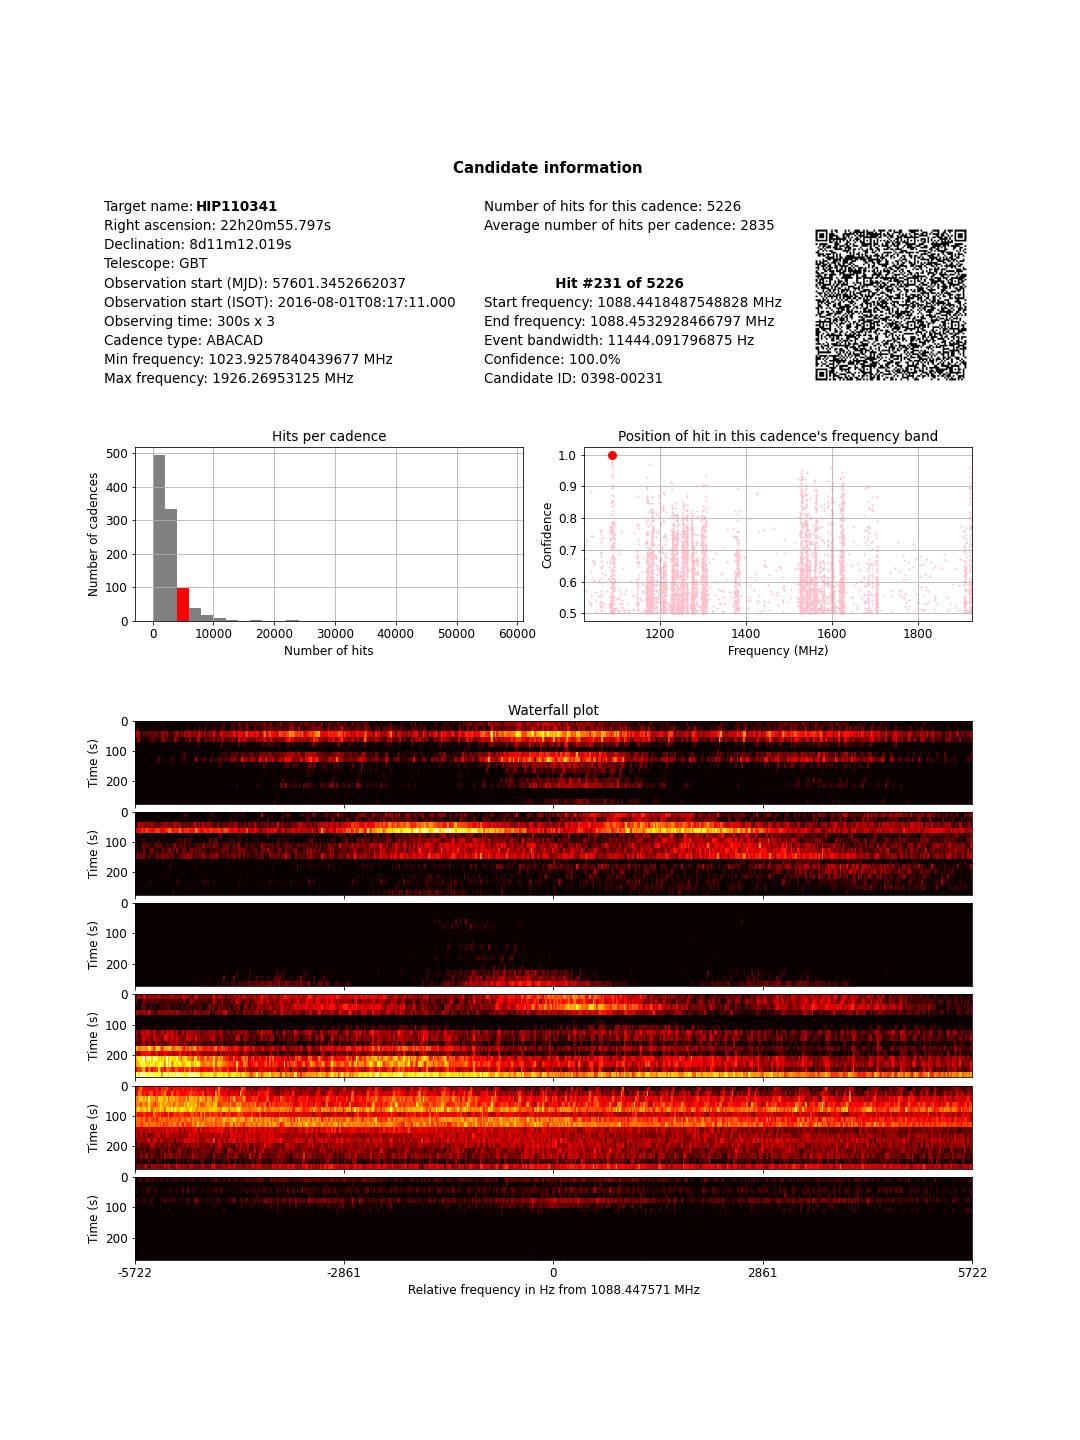 Candidate information
Target name: HIP110341
Right ascension: 22h20m55.797s
Declination: 8d11m12.019s
Telescope: GBT
Observation start (MJD): 57601.3452662037
Observation start (ISOT): 2016-08-01T08:17:11.000
Observing time: 300s x 3
Cadence type: ABACAD
Min frequency: 1023.9257840439677 MHz
Max frequency: 1926.26953125 MHz
Number of hits for this cadence: 5226
Average number of hits per cadence: 2835
Hit #231 of 5226
Start frequency: 1088.4418487548828 MHz
End frequency: 1088.4532928466797 MHz
Event bandwidth: 11444.091796875 Hz
Confidence: 100.0%
Candidate ID: 0398-00231
Hits per cadence
Number of cadences
500
400
300
200
100
0
0 10000 20000 30000 40000 50000 60000
Number of hits
Position of hit in this cadence's frequency band
Confidence
1.0
0.9
0.8
0.7
0.6
0.5
1200 1400 1600 1800
Frequency (MHz)
Waterfall plot
Time (s)
0
100
200
Time (s)
0
100
200
Time (s)
0
100
200
Time (s)
0
100
200
Time (s)
0
100
200
Time (s)
0
100
200
-5722 -2861 0 2861 5722
Relative frequency in Hz from 1088.447571 MHz